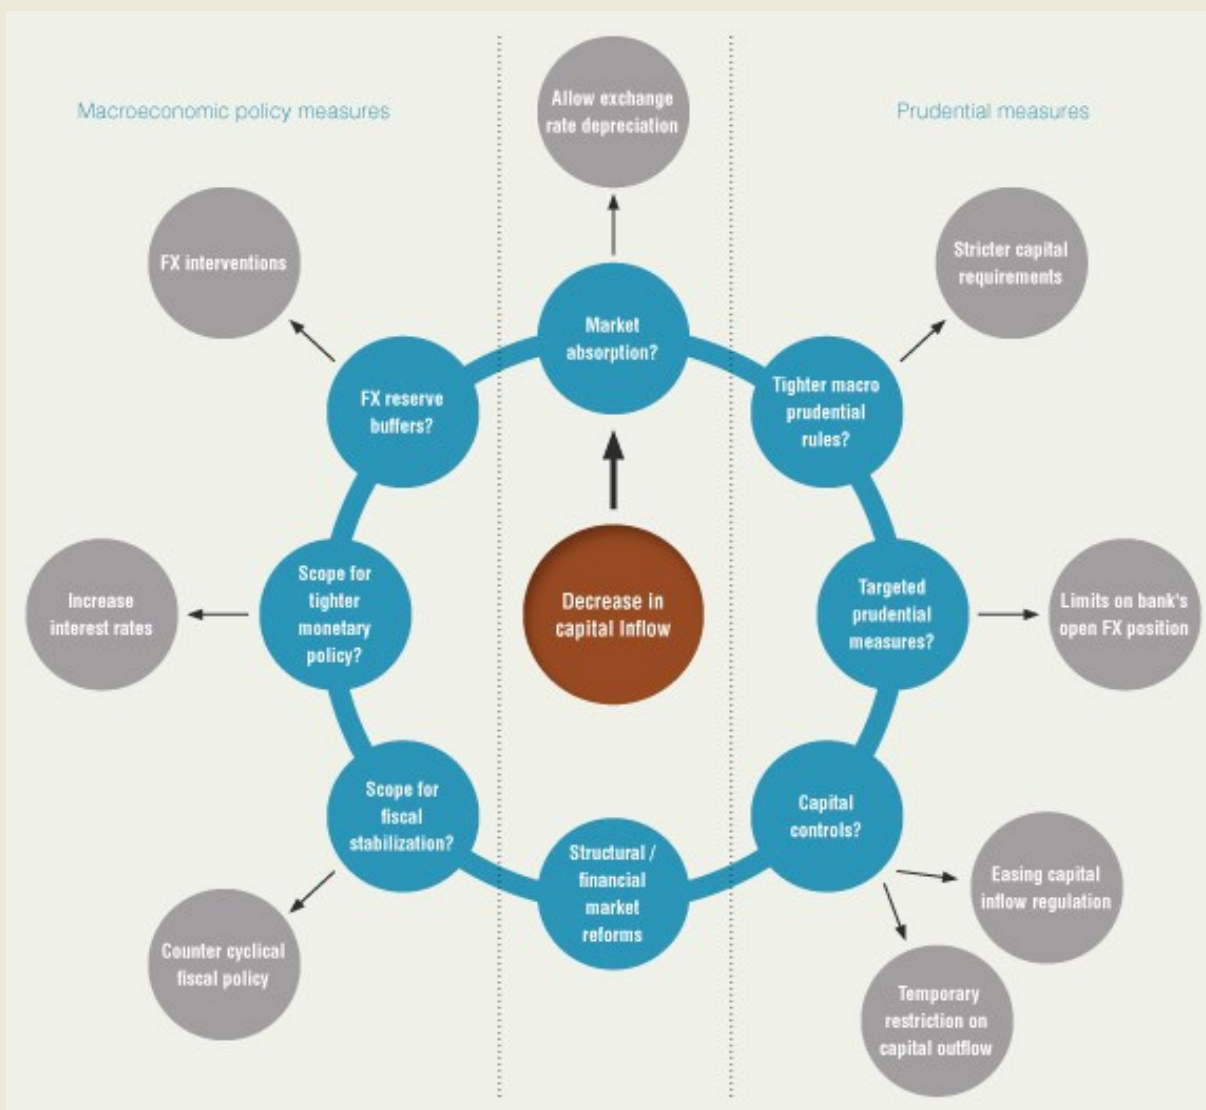 Macroeconomic policy measures
Prudential measures
Allow exchange
rate depreciation
FX interventions
Stricter capital
requirements
Market
absorption?
FX reserve
buffers?
Tighter macro
prudential
rules?
Increase
interest rates
Scope for
tighter
monetary
policy?
Decrease in
capital Inflow
Targeted
prudential
measures?
Limits on bank's
open FX position
Scope for
fiscal
stabilization?
Capital
controls?
Structural /
financial
market
reforms
Easing capital
inflow regulation
Counter cyclical
fiscal policy
Temporary
restriction on
capital outflow